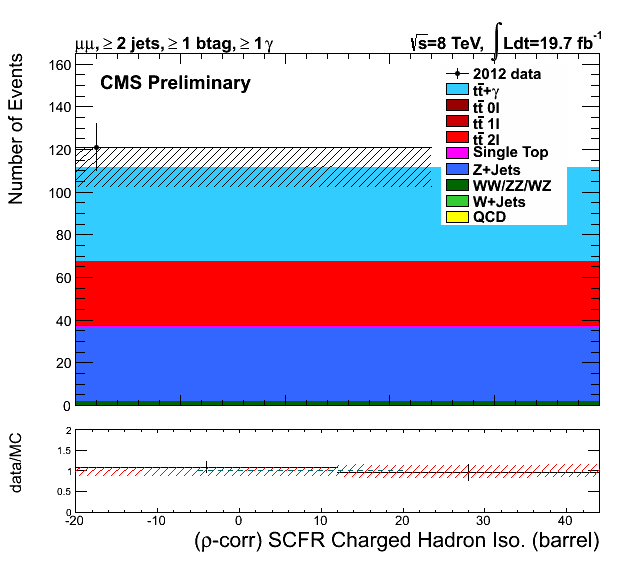 μμ, ≥ 2 jets, ≥ 1 btag, ≥ 1 γ
√s=8 TeV, ∫ Ldt=19.7 fb⁻¹
CMS Preliminary
2012 data
tt̄+γ
tt̄ 0l
tt̄ 1l
tt̄ 2l
Single Top
Z+Jets
WW/ZZ/WZ
W+Jets
QCD
Number of Events
160
140
120
100
80
60
40
20
0
data/MC
2
1.5
1
0.5
0
-20 -10 0 10 20 30 40
(ρ-corr) SCFR Charged Hadron Iso. (barrel)